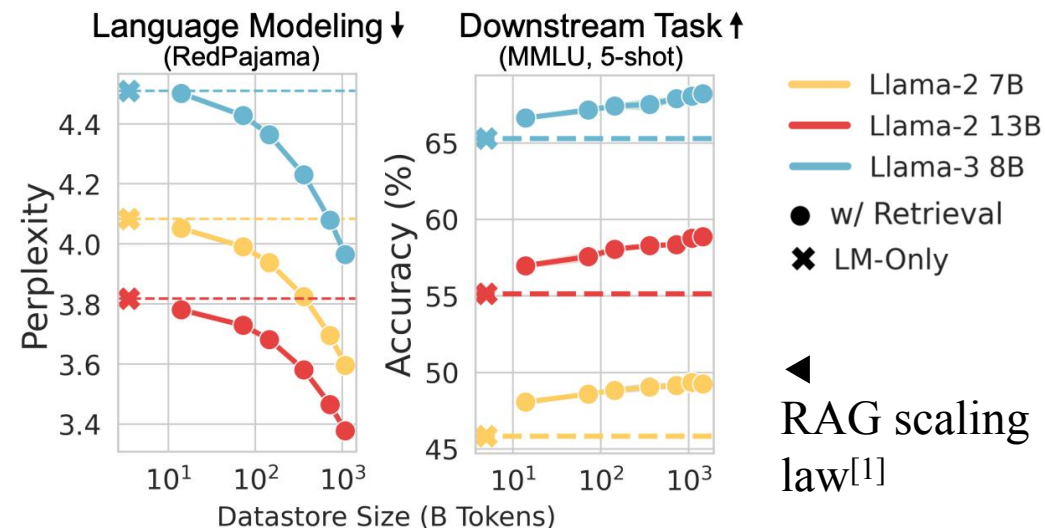 Language Modeling ↓
(RedPajama)
Perplexity
4.4
4.2
4.0
3.8
3.6
3.4
10¹ 10² 10³
Downstream Task ↑
(MMLU, 5-shot)
Accuracy (%)
65
60
55
50
45
10¹ 10² 10³
Datastore Size (B Tokens)
Llama-2 7B
Llama-2 13B
Llama-3 8B
w/ Retrieval
LM-Only
◀
RAG scaling
law[1]